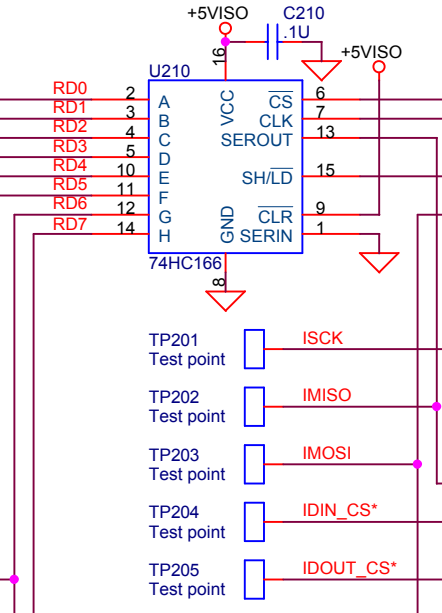 +5VISO
C210
.1U
+5VISO
16
U210
RD0 2 A VCC CS 6
RD1 3 B CLK 7
RD2 4 C SEROUT 13
RD3 5 D
RD4 10 E SH/LD 15
RD5 11 F
RD6 12 G CLR 9
RD7 14 H GND SERIN 1
74HC166
8
TP201 ISCK
Test point
TP202 IMISO
Test point
TP203 IMOSI
Test point
TP204 IDIN_CS*
Test point
TP205 IDOUT_CS*
Test point